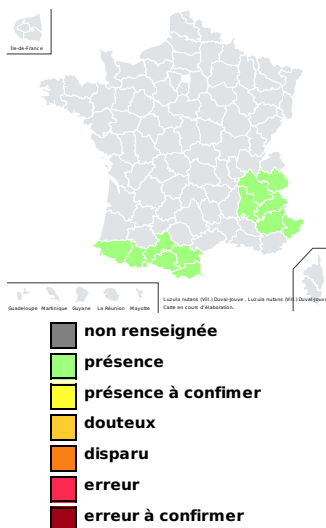 Île-de-France
Guadeloupe Martinique Guyane La Réunion Mayotte
Luzula nutans (Vill.) Duval-Jouve , Luzula nutans (Vill.) Duval-Jouve
Carte en cours d'élaboration.
non renseignée
présence
présence à confimer
douteux
disparu
erreur
erreur à confirmer